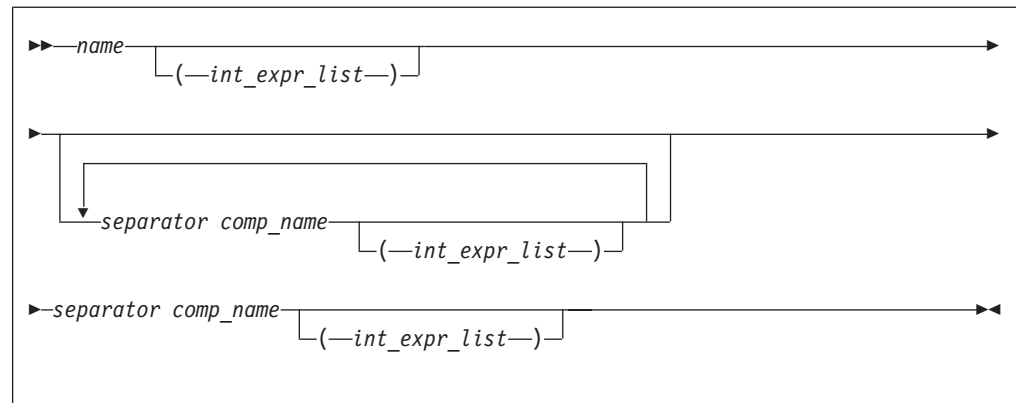 name
(int_expr_list)
separator comp_name
(int_expr_list)
separator comp_name
(int_expr_list)